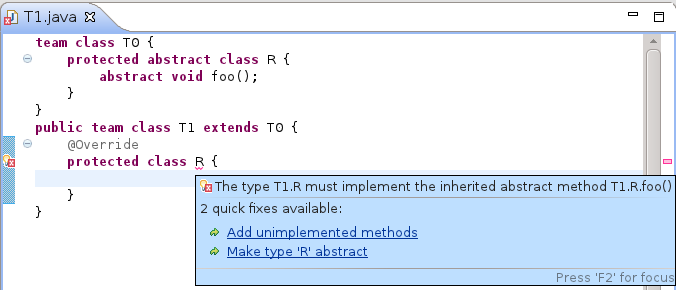 T1.java
team class TO {
protected abstract class R {
abstract void foo();
}
}
public team class T1 extends TO {
@Override
protected class R {
The type T1.R must implement the inherited abstract method T1.R.foo()
2 quick fixes available:
}
Add unimplemented methods
}
Make type 'R' abstract
Press 'F2' for focus